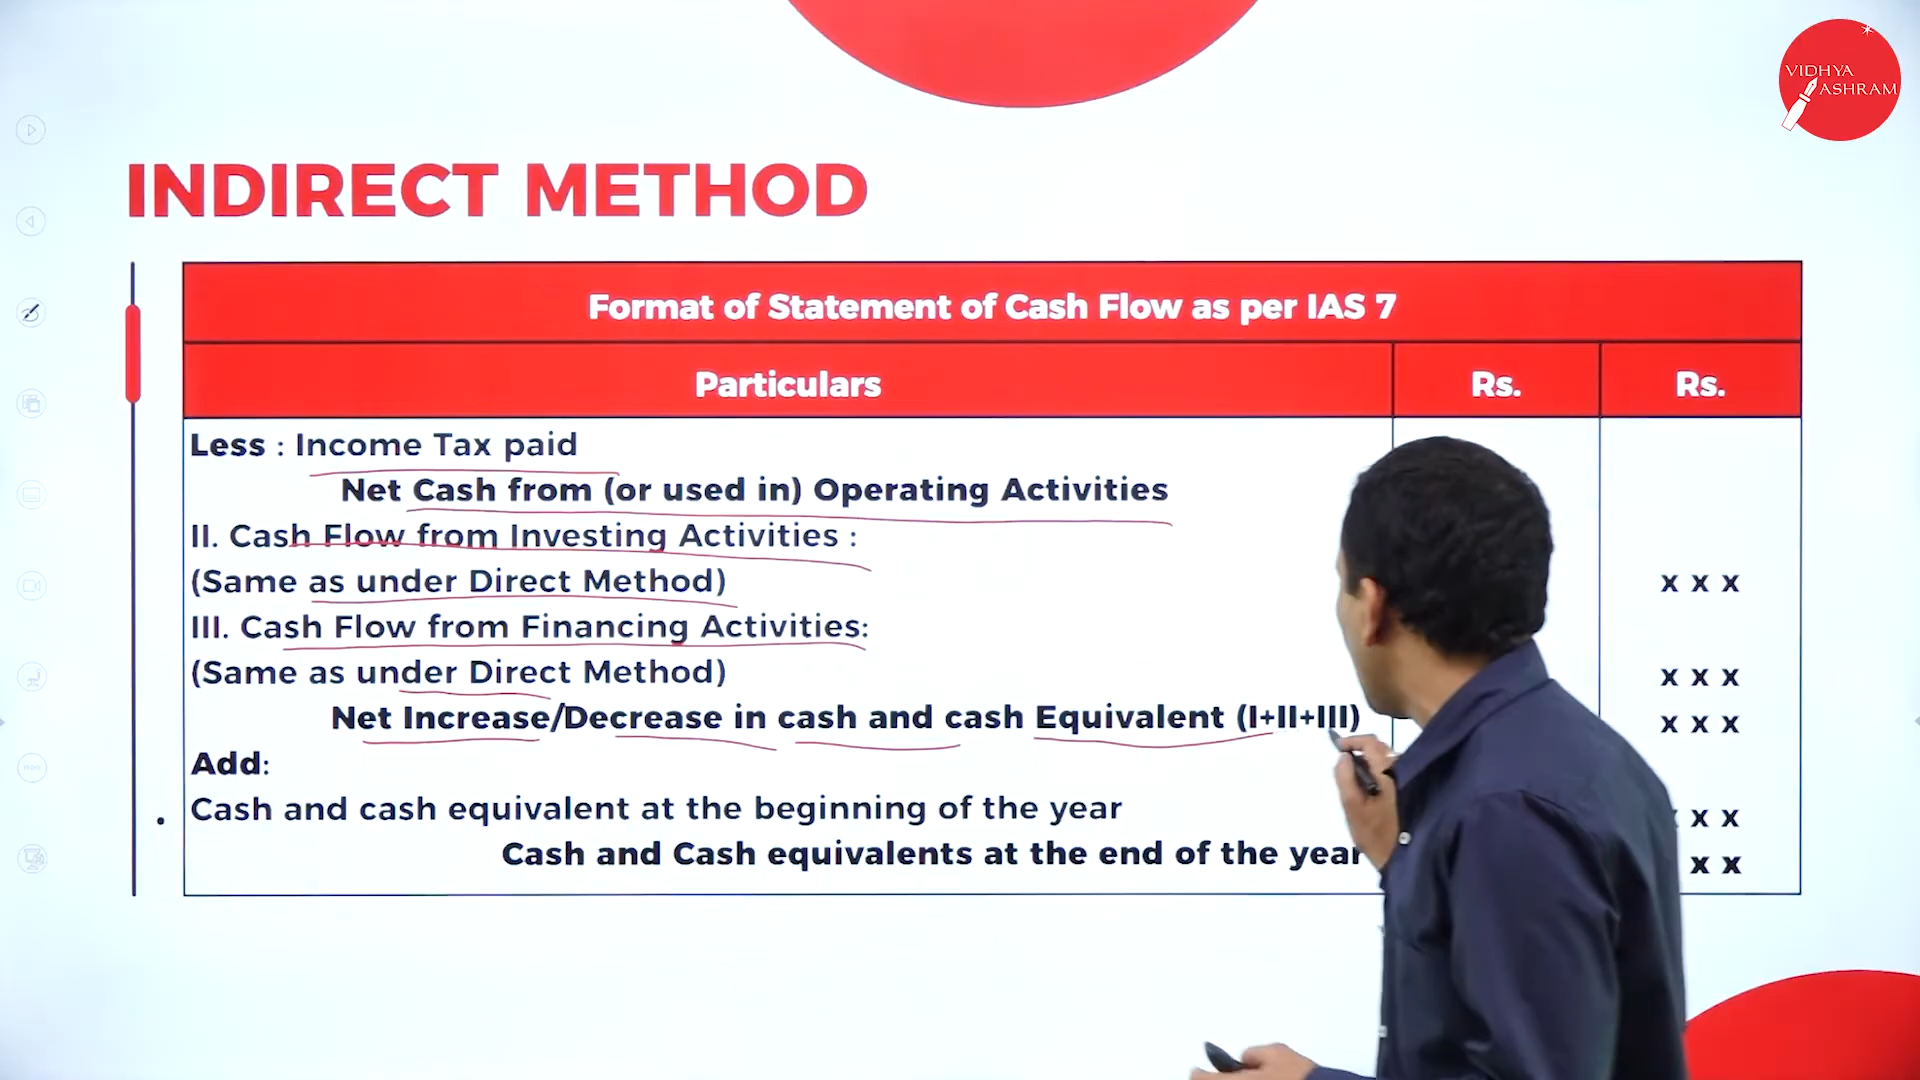 VIDHYA
ASHRAM
INDIRECT METHOD
Format of Statement of Cash Flow as per IAS 7
Particulars Rs. Rs.
Less : Income Tax paid
Net Cash from (or used in) Operating Activities
II. Cash Flow from Investing Activities :
(Same as under Direct Method) x x x
III. Cash Flow from Financing Activities:
(Same as under Direct Method) x x x
Net Increase/Decrease in cash and cash Equivalent (I+II+III) x x x
Add:
. Cash and cash equivalent at the beginning of the year x x
Cash and Cash equivalents at the end of the year x x